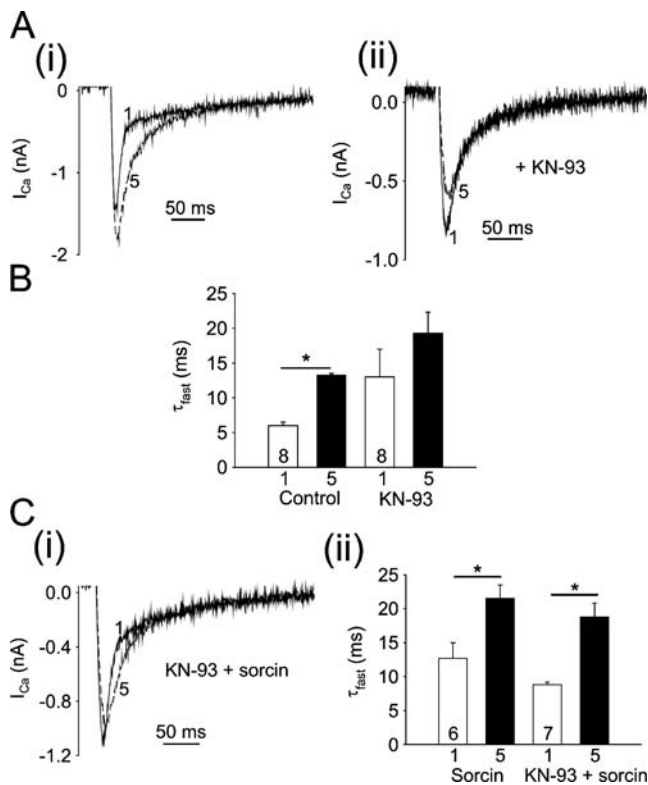 A
(i)
(ii)
0
-1
-2
I_Ca (nA)
1
5
50 ms
0.0
-0.5
-1.0
I_Ca (nA)
5
1
+ KN-93
50 ms
B
25
20
15
10
5
0
τ_fast (ms)
*
8
8
1 5 1 5
Control KN-93
C
(i)
(ii)
0.0
-0.4
-0.8
-1.2
I_Ca (nA)
1
5
KN-93 + sorcin
50 ms
25
20
15
10
5
0
τ_fast (ms)
*
*
6
7
1 5 1 5
Sorcin KN-93 + sorcin